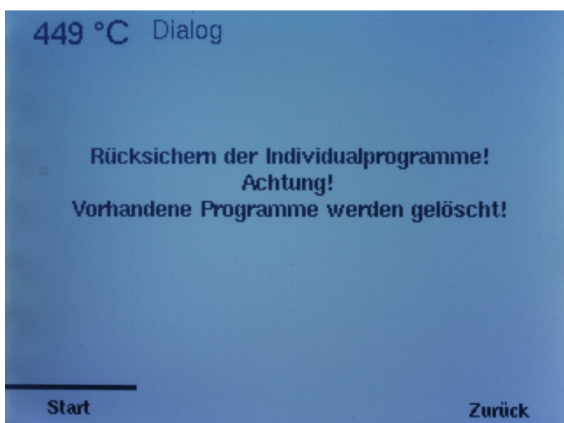 449 °C Dialog
Rücksichern der Individualprogramme!
Achtung!
Vorhandene Programme werden gelöscht!
Start Zurück